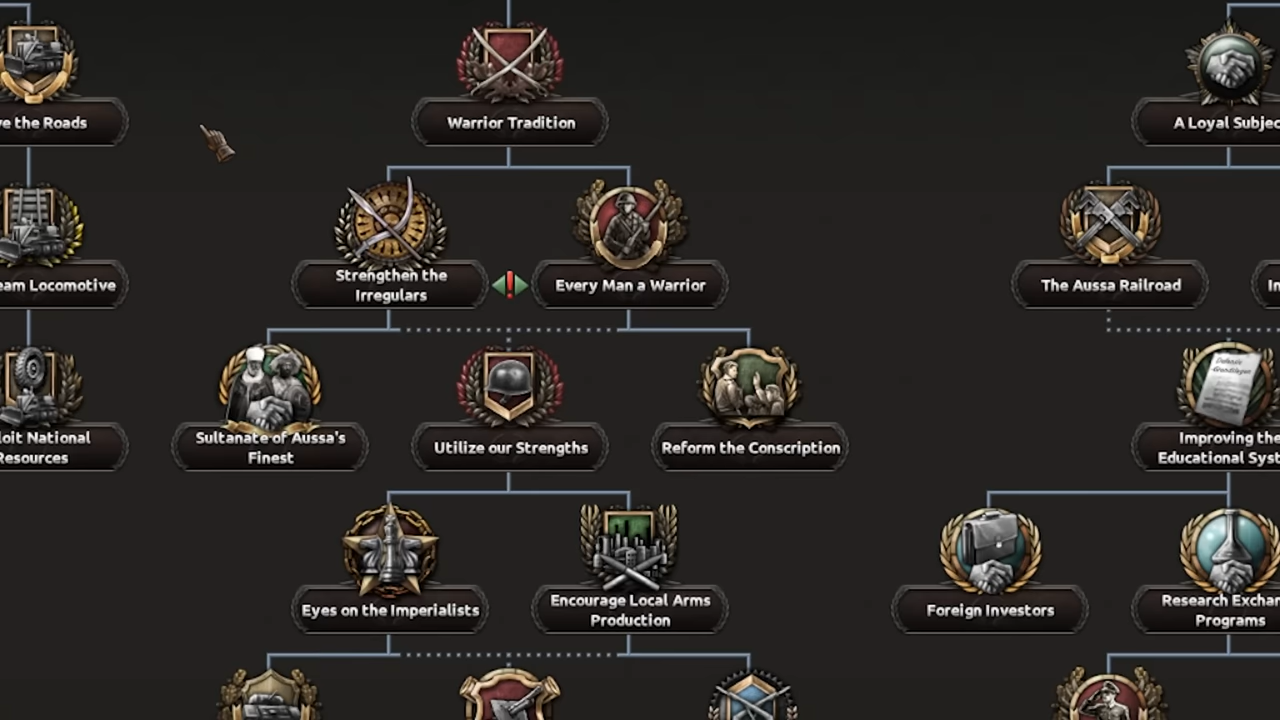 ve the Roads
Warrior Tradition
A Loyal Subjec
eam Locomotive
Strengthen the
Irregulars
Every Man a Warrior
The Aussa Railroad
In
loit National
Resources
Sultanate of Aussa's
Finest
Utilize our Strengths
Reform the Conscription
Improving the
Educational Syst
Eyes on the Imperialists
Encourage Local Arms
Production
Foreign Investors
Research Exchan
Programs